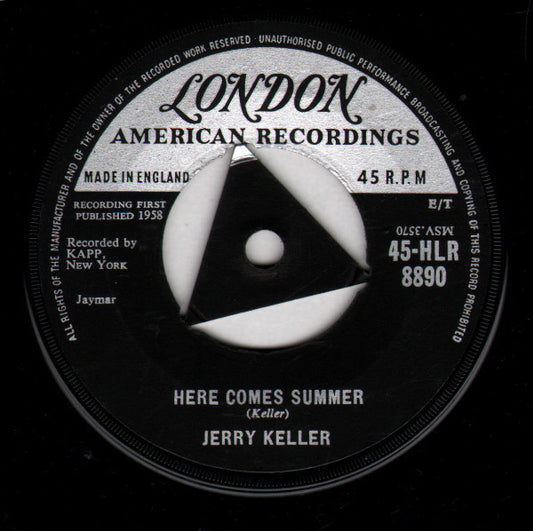 ALL RIGHTS OF THE MANUFACTURER AND OF THE OWNER OF THE RECORDED WORK RESERVED · UNAUTHORISED PUBLIC PERFORMANCE BROADCASTING AND COPYING OF THIS RECORD PROHIBITED
LONDON
AMERICAN RECORDINGS
MADE IN ENGLAND
45 R.P.M
RECORDING FIRST
PUBLISHED 1958
E/T
MSV.3570
Recorded by
KAPP,
NEW YORK
45-HLR
8890
Jaymar
HERE COMES SUMMER
(Keller)
JERRY KELLER